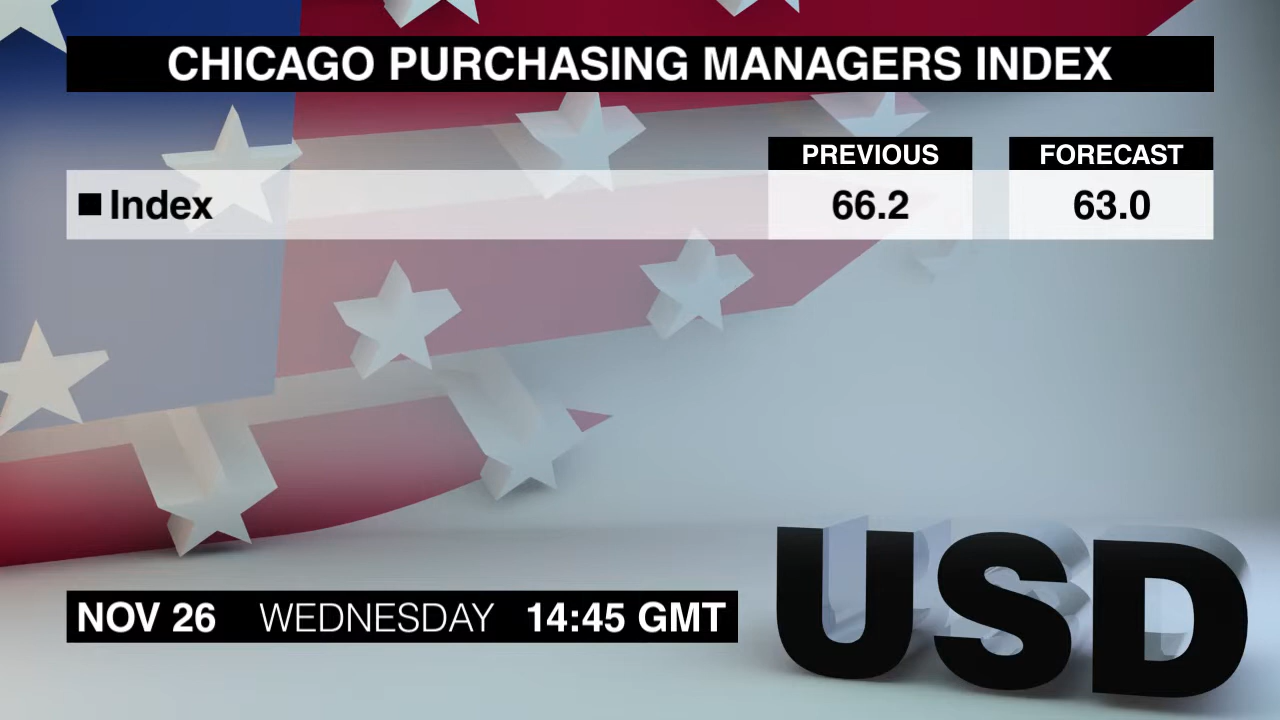 CHICAGO PURCHASING MANAGERS INDEX
PREVIOUS FORECAST
Index 66.2 63.0
NOV 26 WEDNESDAY 14:45 GMT
USD